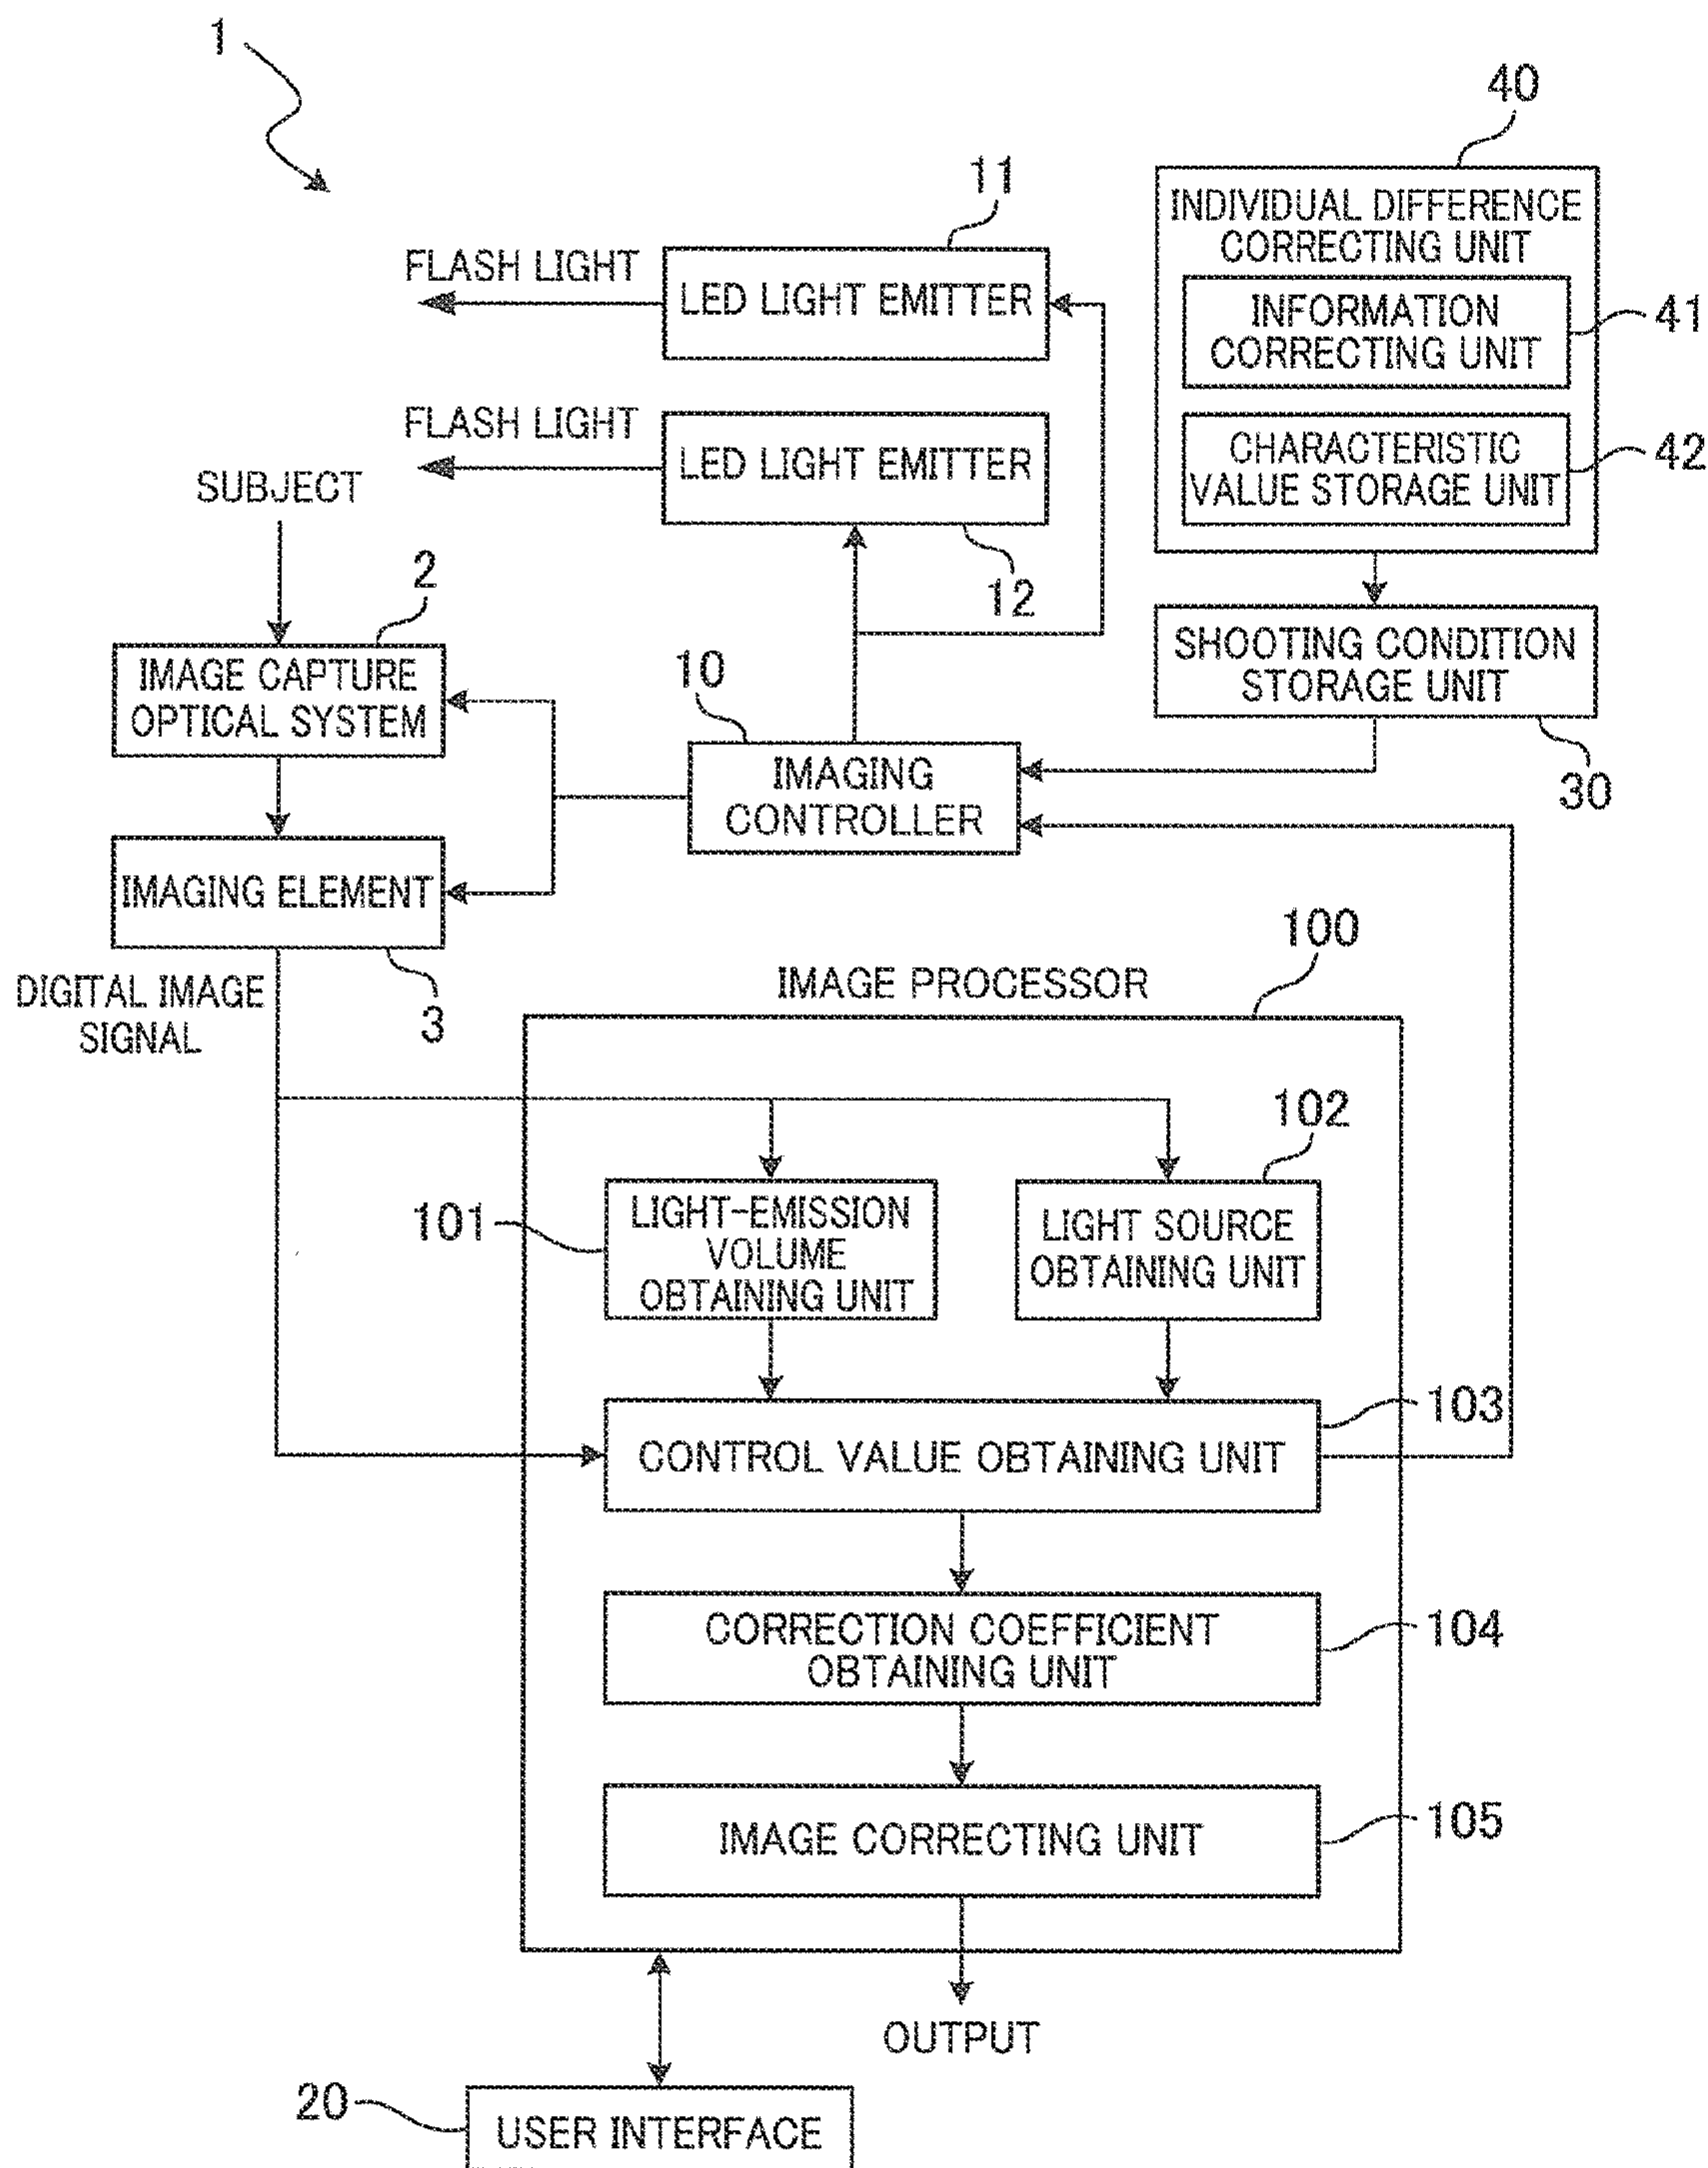 1
40
11
INDIVIDUAL DIFFERENCE
CORRECTING UNIT
FLASH LIGHT
LED LIGHT EMITTER
INFORMATION
CORRECTING UNIT
41
FLASH LIGHT
LED LIGHT EMITTER
CHARACTERISTIC
VALUE STORAGE UNIT
42
SUBJECT
2
12
IMAGE CAPTURE
OPTICAL SYSTEM
10
SHOOTING CONDITION
STORAGE UNIT
30
IMAGING
CONTROLLER
IMAGING ELEMENT
3
DIGITAL IMAGE
SIGNAL
100
IMAGE PROCESSOR
102
101
LIGHT-EMISSION
VOLUME
OBTAINING UNIT
LIGHT SOURCE
OBTAINING UNIT
103
CONTROL VALUE OBTAINING UNIT
CORRECTION COEFFICIENT
OBTAINING UNIT
104
IMAGE CORRECTING UNIT
105
OUTPUT
20
USER INTERFACE